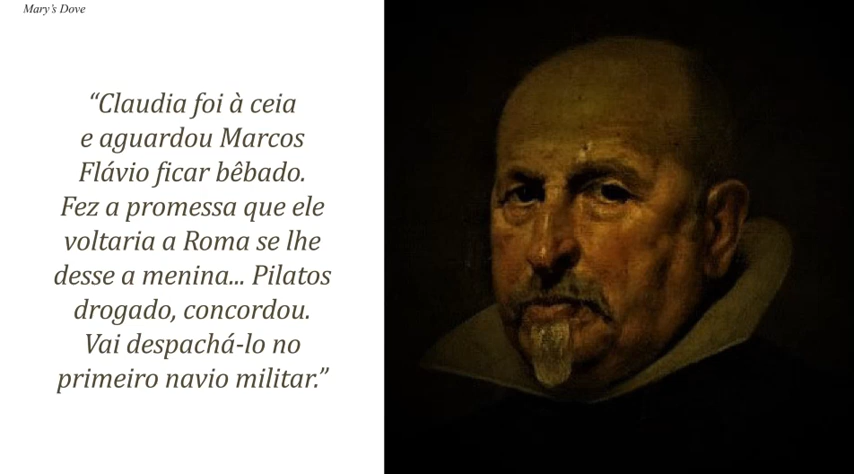 Mary’s Dove
“Claudia foi à ceia
e aguardou Marcos
Flávio ficar bêbado.
Fez a promessa que ele
voltaria a Roma se lhe
desse a menina... Pilatos
drogado, concordou.
Vai despachá-lo no
primeiro navio militar.”